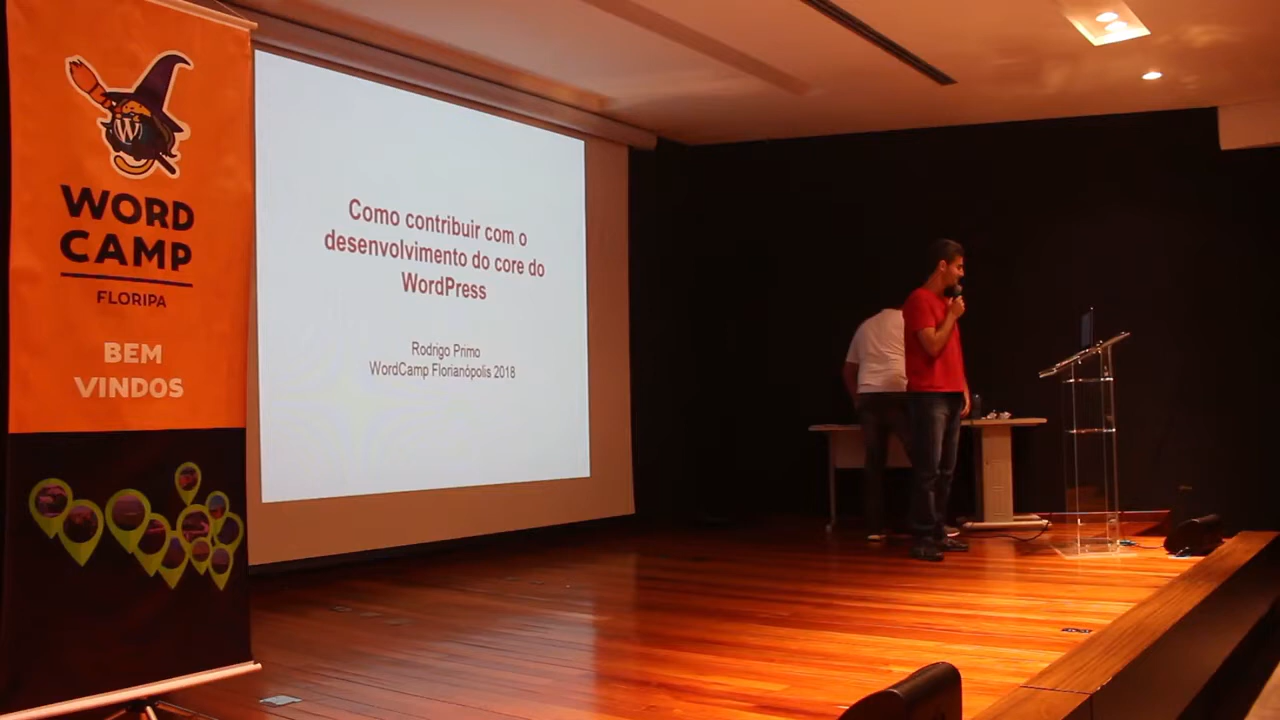 WORD
CAMP
FLORIPA
BEM
VINDOS
Como contribuir com o
desenvolvimento do core do
WordPress
Rodrigo Primo
WordCamp Florianópolis 2018